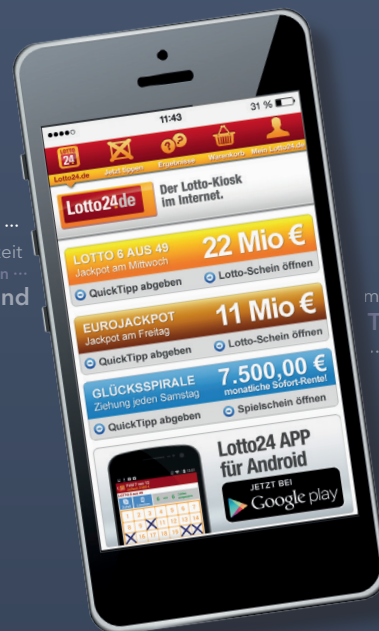 11:43
31 %
LOTTO
24
Lotto24.de
Jetzt tippen
Ergebnisse
Warenkorb
Mein Lotto24.de
Lotto24.de
Der Lotto-Kiosk
im Internet.
...
eit
n ...
nd
LOTTO 6 AUS 49
Jackpot am Mittwoch
22 Mio €
QuickTipp abgeben
Lotto-Schein öffnen
EUROJACKPOT
Jackpot am Freitag
11 Mio €
QuickTipp abgeben
Lotto-Schein öffnen
m
T
...
GLÜCKSSPIRALE
Ziehung jeden Samstag
7.500,00 €
monatliche Sofort-Rente!
QuickTipp abgeben
Spielschein öffnen
Lotto24 APP
für Android
JETZT BEI
Google play